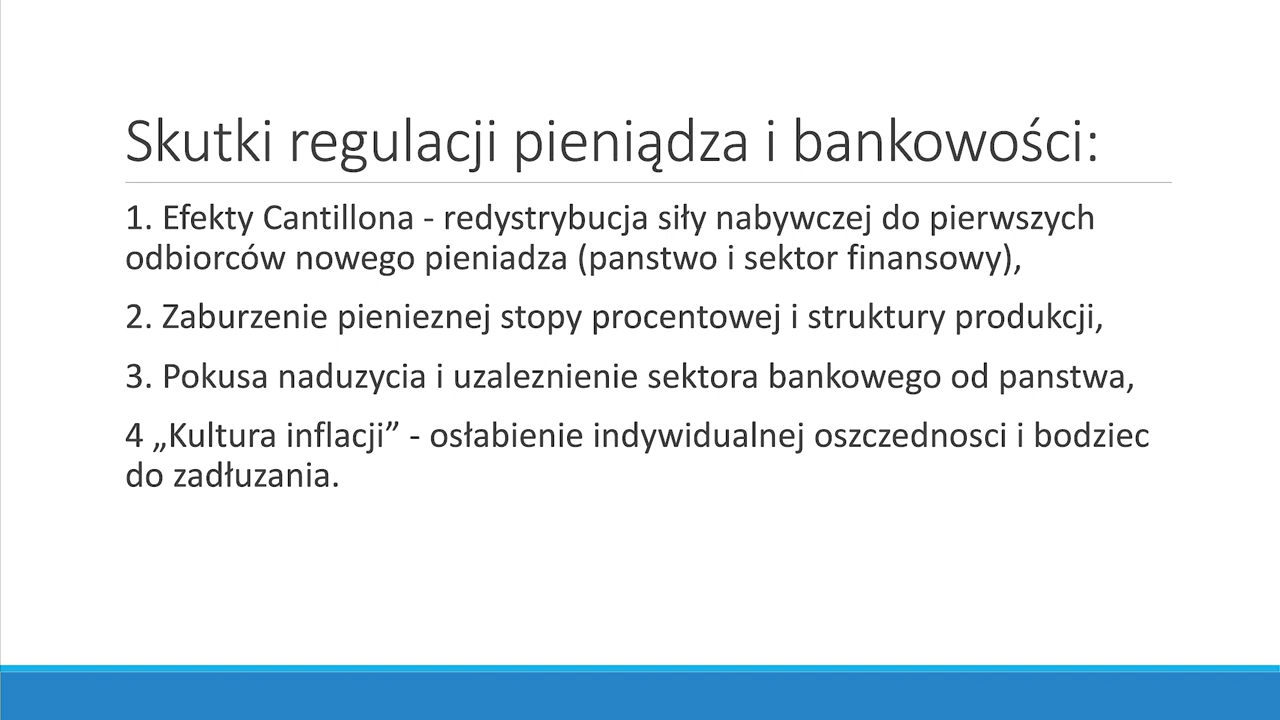 Skutki regulacji pieniądza i bankowości:
1. Efekty Cantillona - redystrybucja siły nabywczej do pierwszych
odbiorców nowego pieniadza (panstwo i sektor finansowy),
2. Zaburzenie pienieznej stopy procentowej i struktury produkcji,
3. Pokusa naduzycia i uzaleznienie sektora bankowego od panstwa,
4 „Kultura inflacji” - osłabienie indywidualnej oszczednosci i bodziec
do zadłuzania.